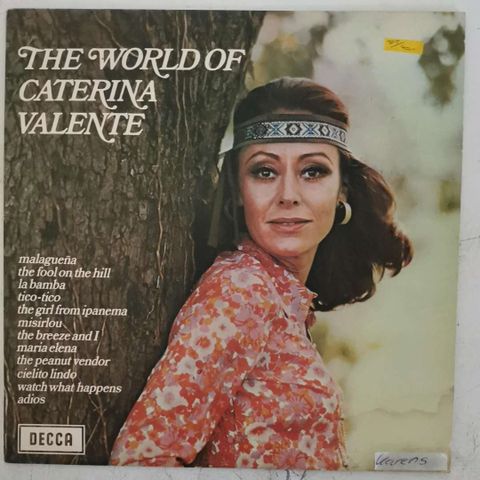 THE WORLD OF
CATERINA
VALENTE
malagueña
the fool on the hill
la bamba
tico-tico
the girl from ipanema
misirlou
the breeze and I
maria elena
the peanut vendor
cielito lindo
watch what happens
adios
DECCA